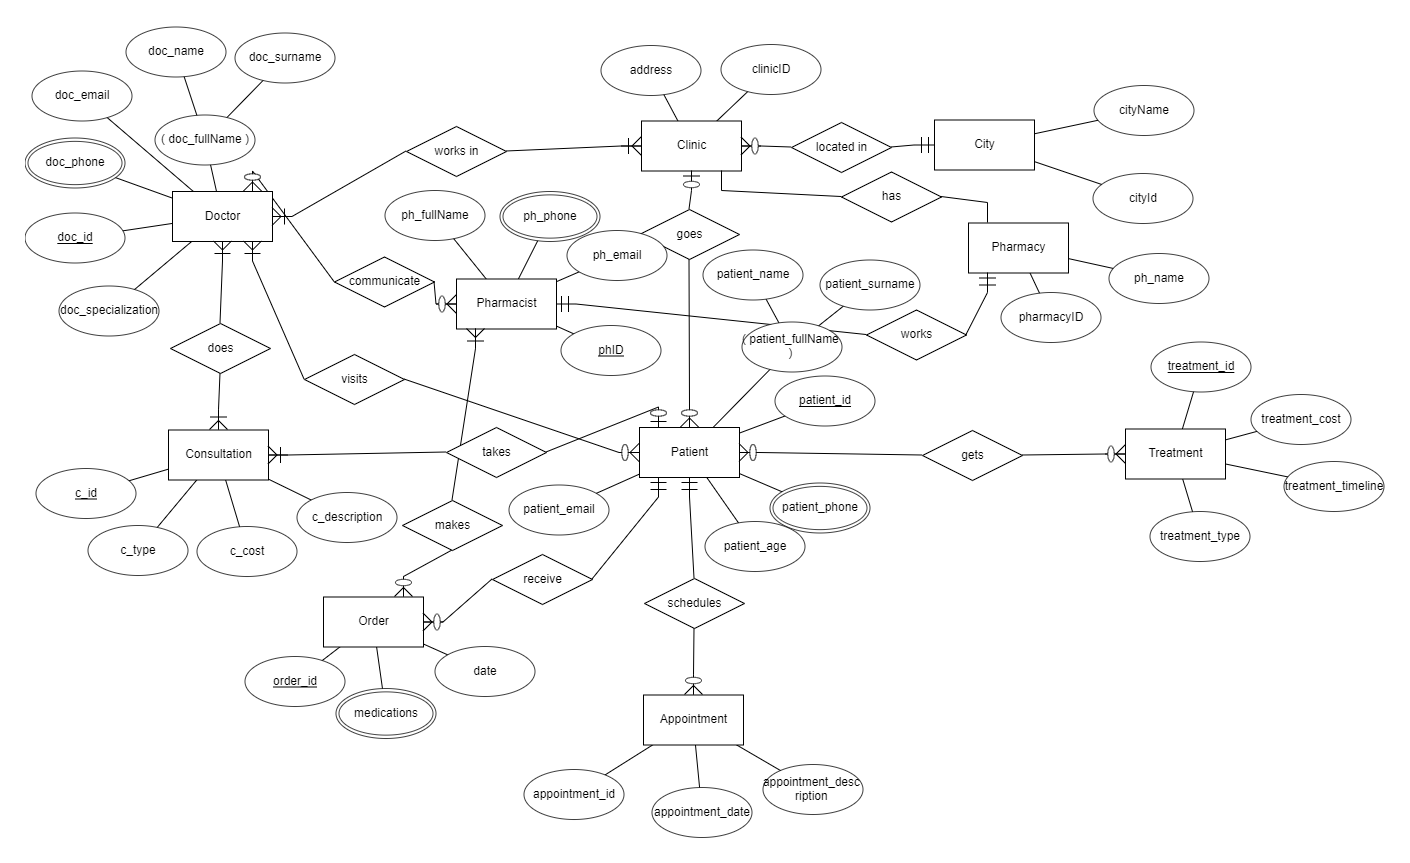 doc_name
doc_surname
doc_email
( doc_fullName )
doc_phone
Doctor
doc_id
doc_specialization
works in
address
clinicID
Clinic
located in
City
cityName
cityId
has
Pharmacy
ph_name
pharmacyID
works
ph_fullName
ph_phone
ph_email
communicate
Pharmacist
phID
goes
patient_name
patient_surname
( patient_fullName
)
patient_id
does
visits
Consultation
takes
Patient
gets
Treatment
treatment_id
treatment_cost
treatment_timeline
treatment_type
c_id
c_type
c_cost
c_description
makes
patient_email
patient_phone
patient_age
receive
schedules
Order
order_id
medications
date
Appointment
appointment_id
appointment_date
appointment_desc
ription